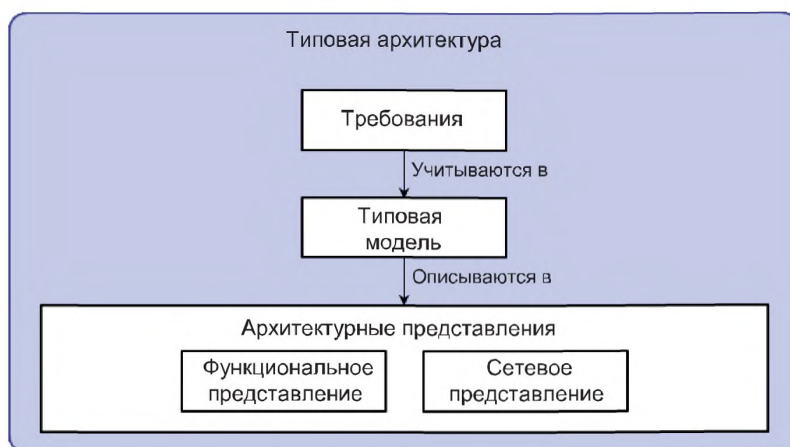 Типовая архитектура
Требования
Учитываются в
Типовая
модель
Описываются в
Архитектурные представления
Функциональное
представление
Сетевое
представление